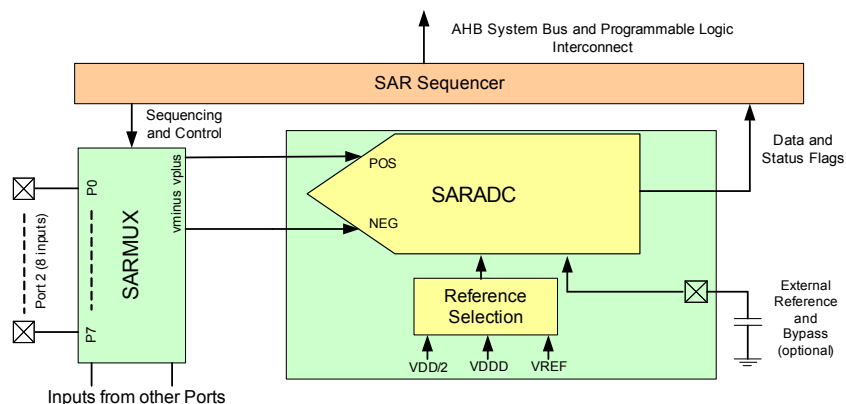 AHB System Bus and Programmable Logic
Interconnect
SAR Sequencer
Sequencing
and Control
Data and
Status Flags
vminus vplus
P0
Port 2 (8 inputs)
SARMUX
P7
POS
SARADC
NEG
Reference
Selection
VDD/2
VDDD
VREF
External
Reference
and
Bypass
(optional)
Inputs from other Ports